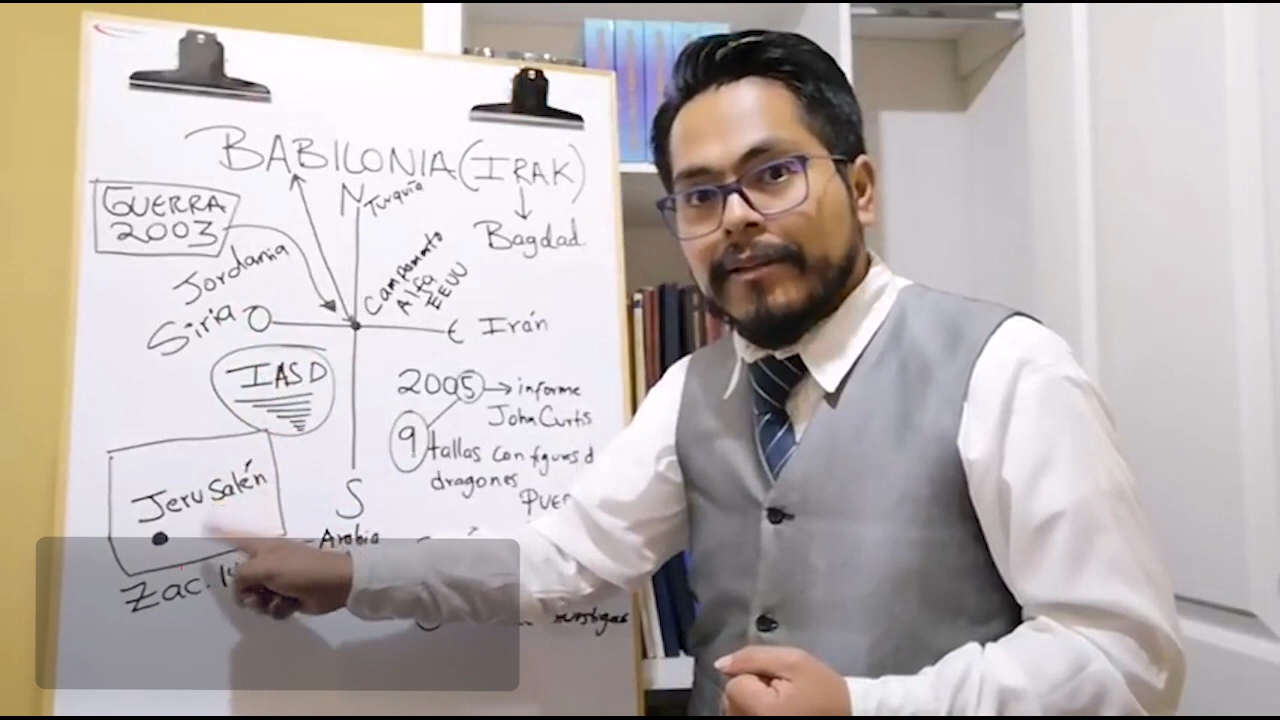 BABILONIA (IRAK)
GUERRA
2003
N Turquía
Bagdad.
Jordania
Campamento
Alfa
EEUU
Siria
Irán
IASD
2005 → informe
John Curtis
9 tallas con figuras d
dragones
Jerusalén
S
Arabia
Zac. 14